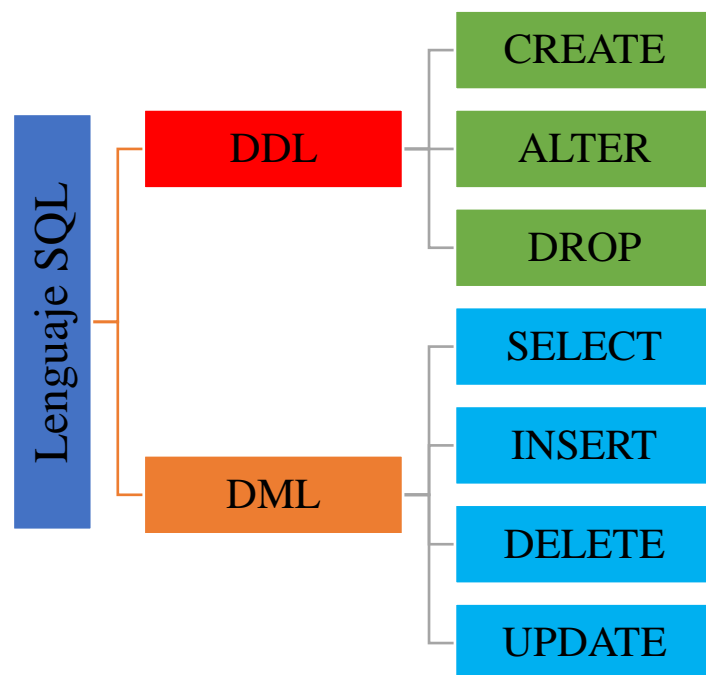 Lenguaje SQL
DDL
CREATE
ALTER
DROP
DML
SELECT
INSERT
DELETE
UPDATE